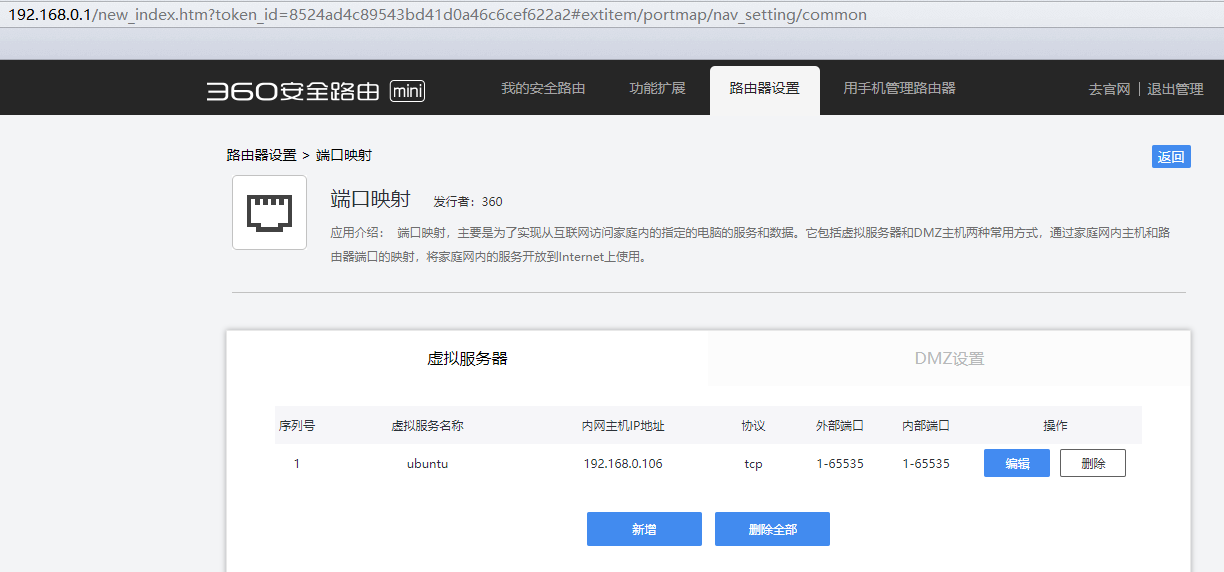 192.168.0.1/new_index.htm?token_id=8524ad4c89543bd41d0a46c6cef622a2#extitem/portmap/nav_setting/common
360安全路由 mini 我的安全路由 功能扩展 路由器设置 用手机管理路由器 去官网 | 退出管理
路由器设置 > 端口映射 返回
端口映射 发行者：360
应用介绍： 端口映射，主要是为了实现从互联网访问家庭内的指定的电脑的服务和数据。它包括虚拟服务器和DMZ主机两种常用方式，通过家庭网内主机和路
由器端口的映射，将家庭网内的服务开放到Internet上使用。
虚拟服务器 DMZ设置
序列号 虚拟服务名称 内网主机IP地址 协议 外部端口 内部端口 操作
1 ubuntu 192.168.0.106 tcp 1-65535 1-65535 编辑 删除
新增 删除全部